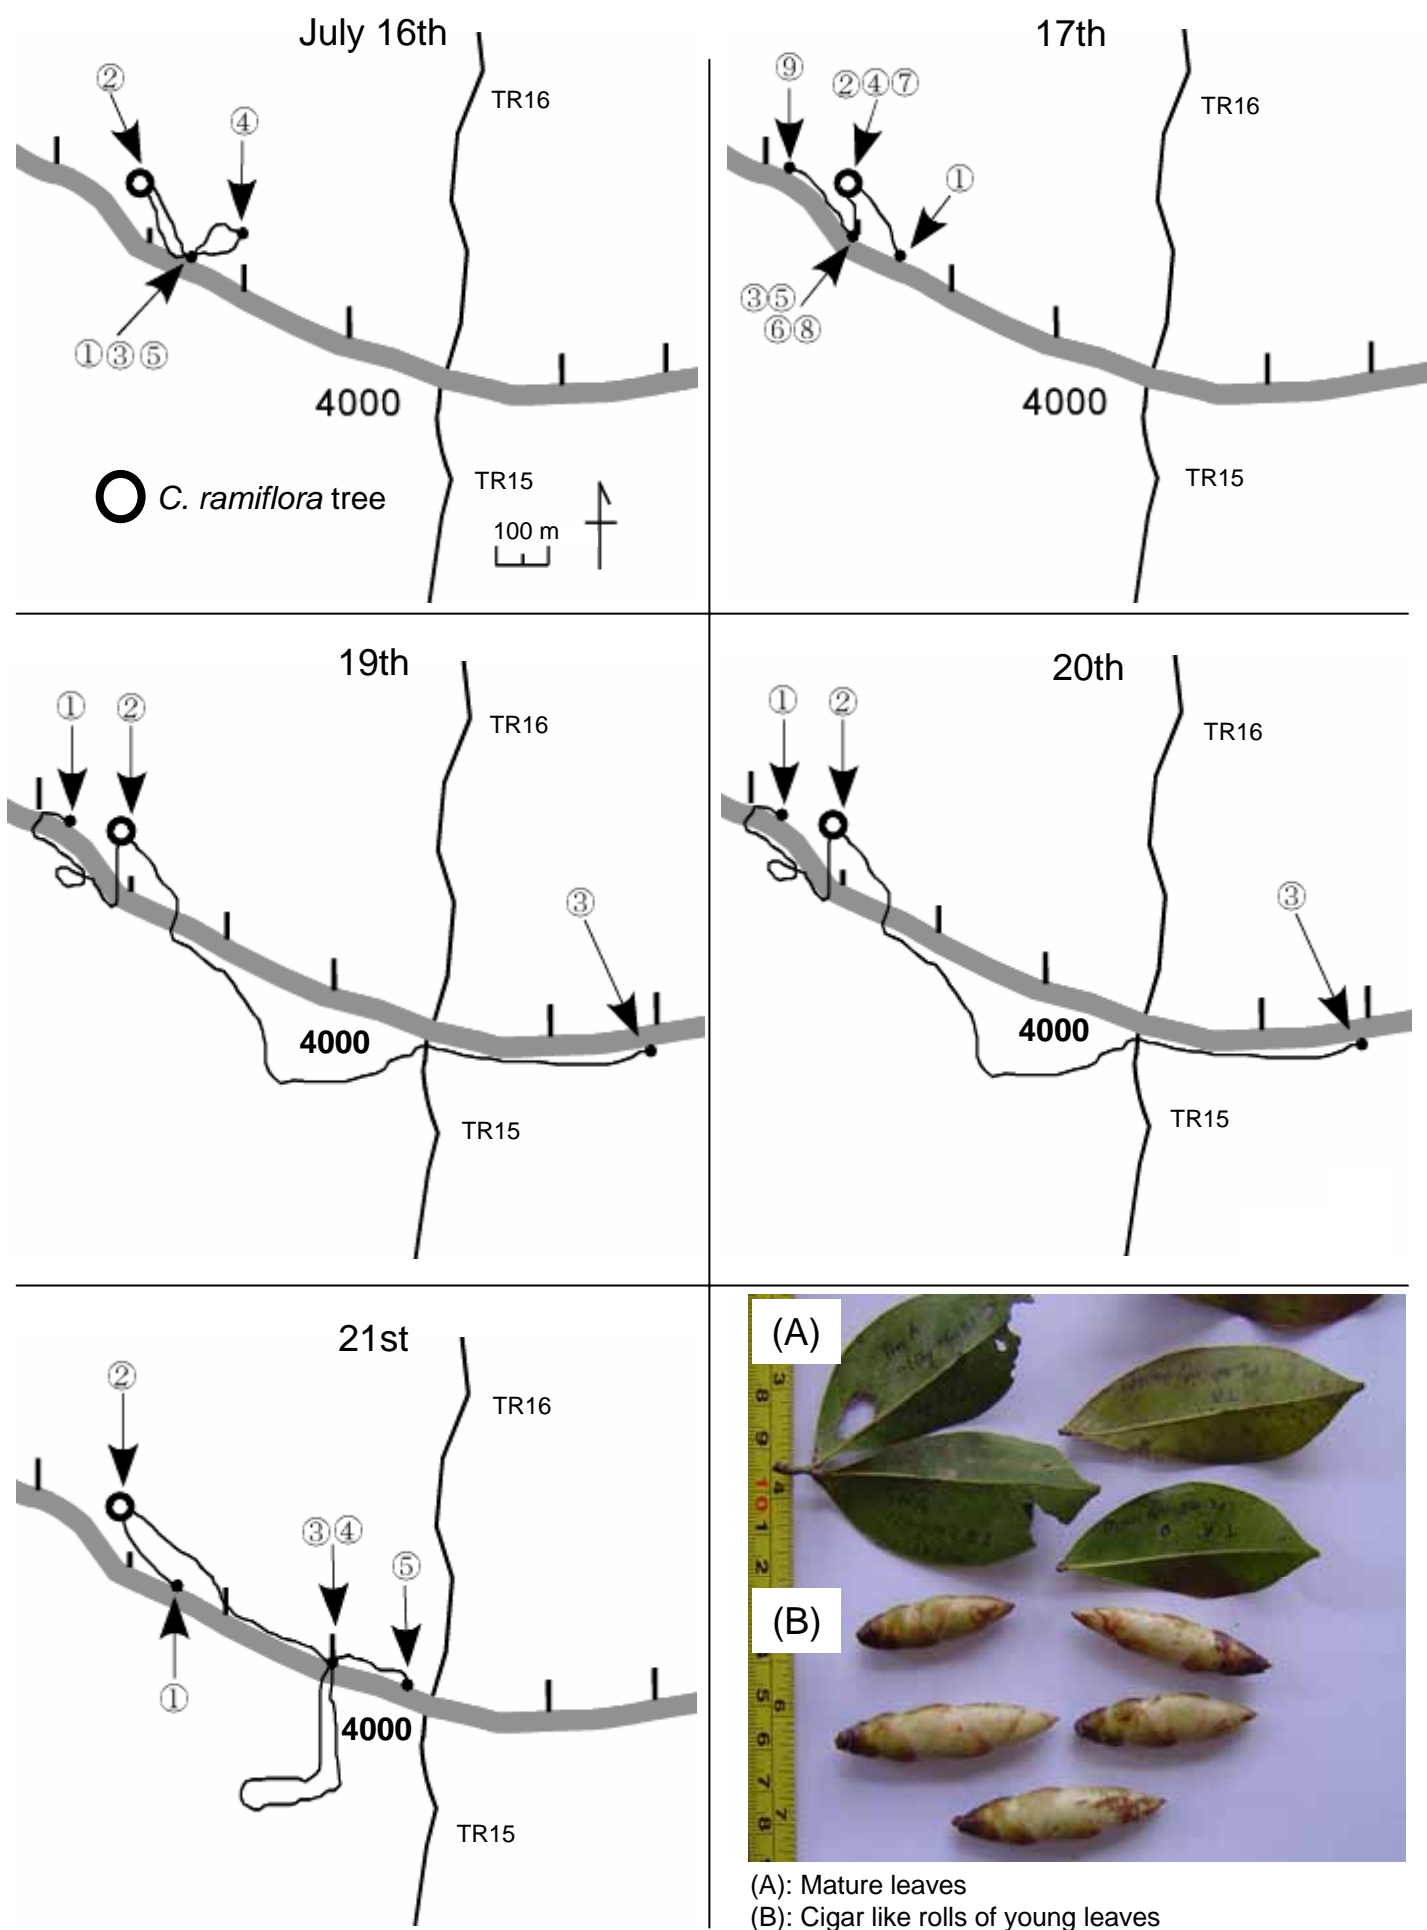 July 16th
②
④
TR16
①③⑤
4000
C. ramiflora tree
TR15
100 m
17th
⑨
②④⑦
TR16
①
③⑤
⑥⑧
4000
TR15
19th
①
②
TR16
③
4000
TR15
20th
①
②
TR16
③
4000
TR15
21st
②
TR16
③④
⑤
①
4000
TR15
(A)
(B)
(A): Mature leaves
(B): Cigar like rolls of young leaves